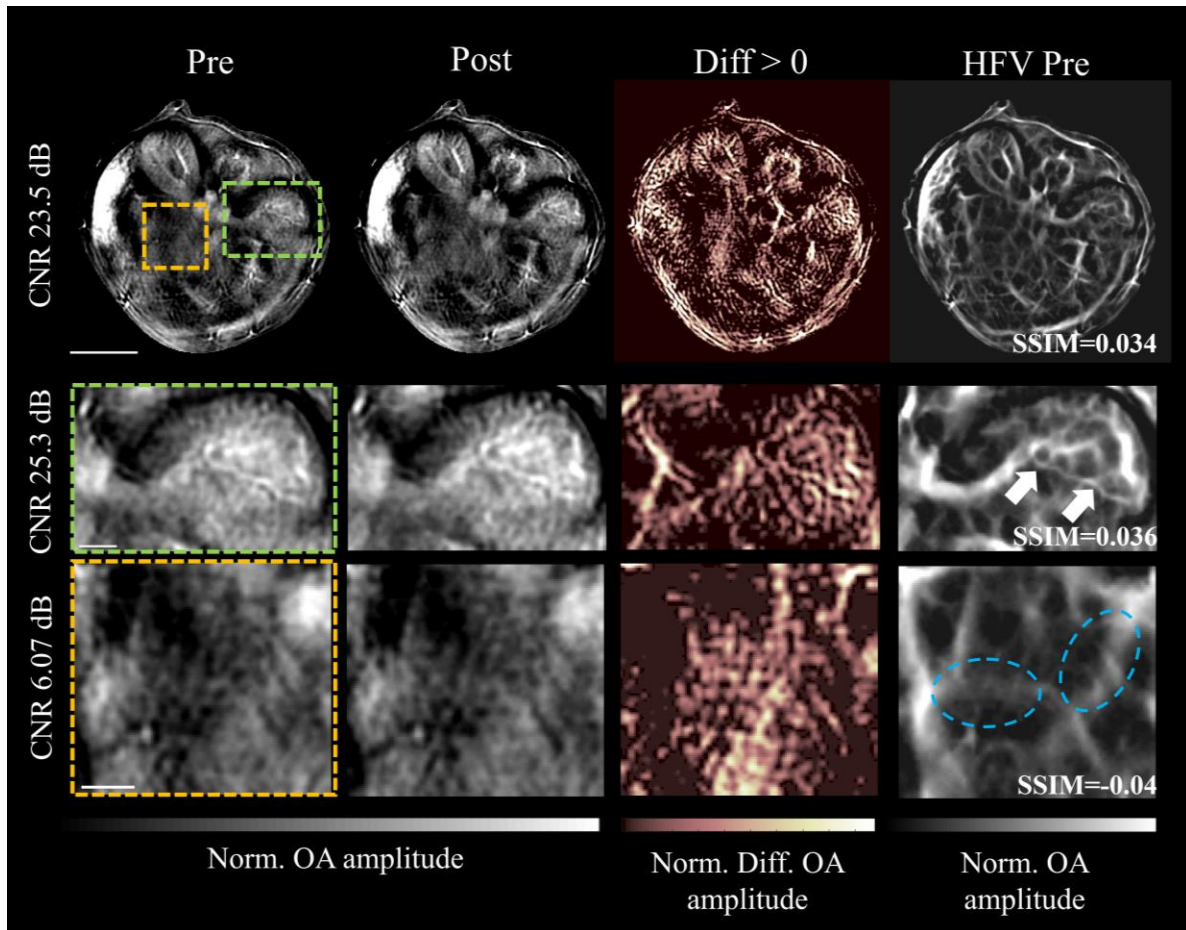 Pre
Post
Diff > 0
HFV Pre
CNR 23.5 dB
SSIM=0.034
CNR 25.3 dB
SSIM=0.036
CNR 6.07 dB
SSIM=-0.04
Norm. OA amplitude
Norm. Diff. OA
amplitude
Norm. OA
amplitude